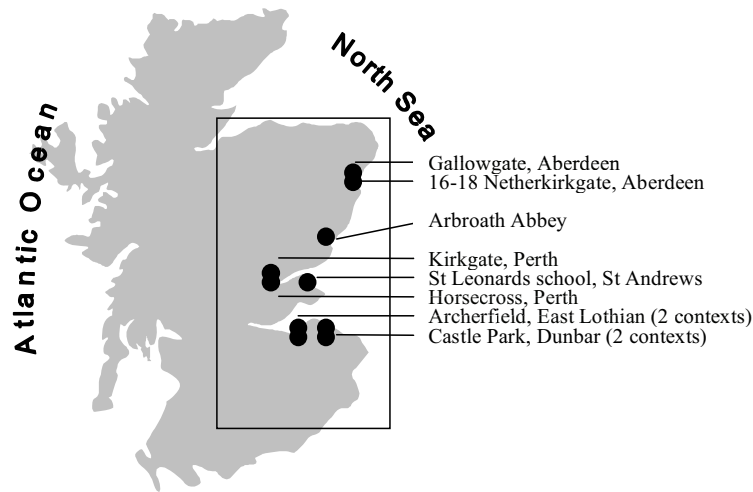 North Sea
Atlantic Ocean
Gallowgate, Aberdeen
16-18 Netherkirkgate, Aberdeen
Arbroath Abbey
Kirkgate, Perth
St Leonards school, St Andrews
Horsecross, Perth
Archerfield, East Lothian (2 contexts)
Castle Park, Dunbar (2 contexts)